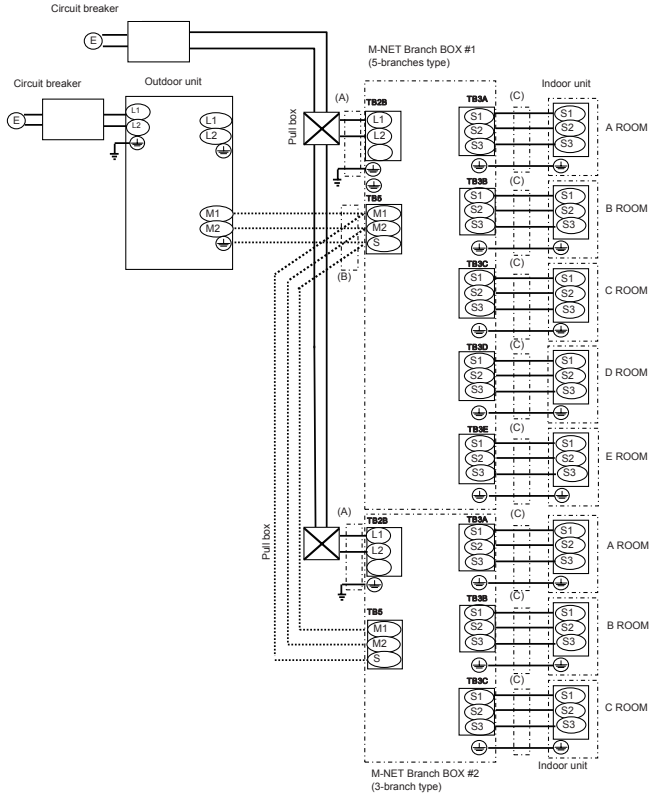 Circuit breaker
E
Circuit breaker
Outdoor unit
E
L1
L2
L1
L2
M1
M2
Pull box
(A)
M-NET Branch BOX #1
(5-branches type)
TB2B
L1
L2
TB5
M1
M2
S
(B)
Indoor unit
TB3A
(C)
S1
S2
S3
S1
S2
S3
A ROOM
TB3B
(C)
S1
S2
S3
S1
S2
S3
B ROOM
TB3C
(C)
S1
S2
S3
S1
S2
S3
C ROOM
TB3D
(C)
S1
S2
S3
S1
S2
S3
D ROOM
TB3E
(C)
S1
S2
S3
S1
S2
S3
E ROOM
Pull box
(A)
TB2B
L1
L2
TB5
M1
M2
S
TB3A
(C)
S1
S2
S3
S1
S2
S3
A ROOM
TB3B
(C)
S1
S2
S3
S1
S2
S3
B ROOM
TB3C
(C)
S1
S2
S3
S1
S2
S3
C ROOM
Indoor unit
M-NET Branch BOX #2
(3-branch type)